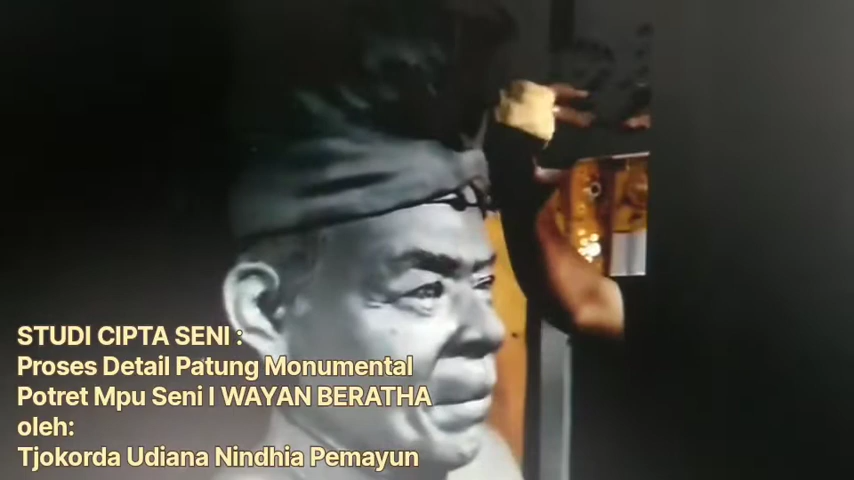 STUDI CIPTA SENI :
Proses Detail Patung Monumental
Potret Mpu Seni I WAYAN BERATHA
oleh:
Tjokorda Udiana Nindhia Pemayun